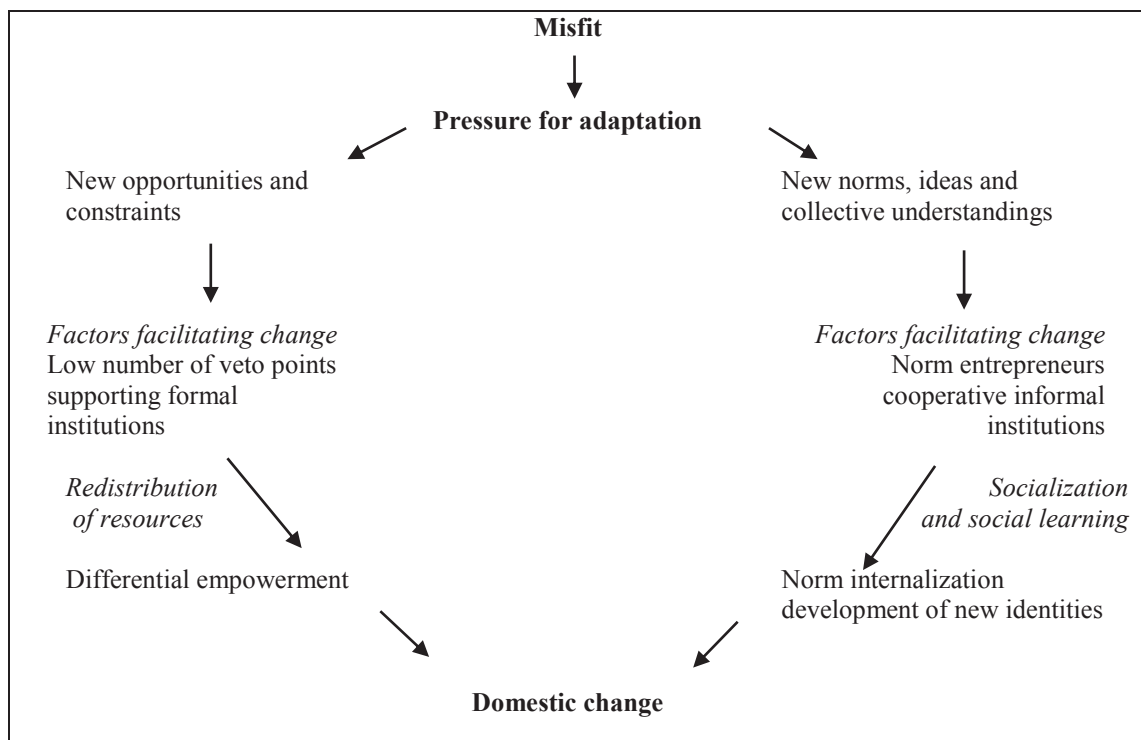 Misfit
Pressure for adaptation
New opportunities and
constraints
New norms, ideas and
collective understandings
Factors facilitating change
Low number of veto points
supporting formal
institutions
Factors facilitating change
Norm entrepreneurs
cooperative informal
institutions
Redistribution
of resources
Socialization
and social learning
Differential empowerment
Norm internalization
development of new identities
Domestic change